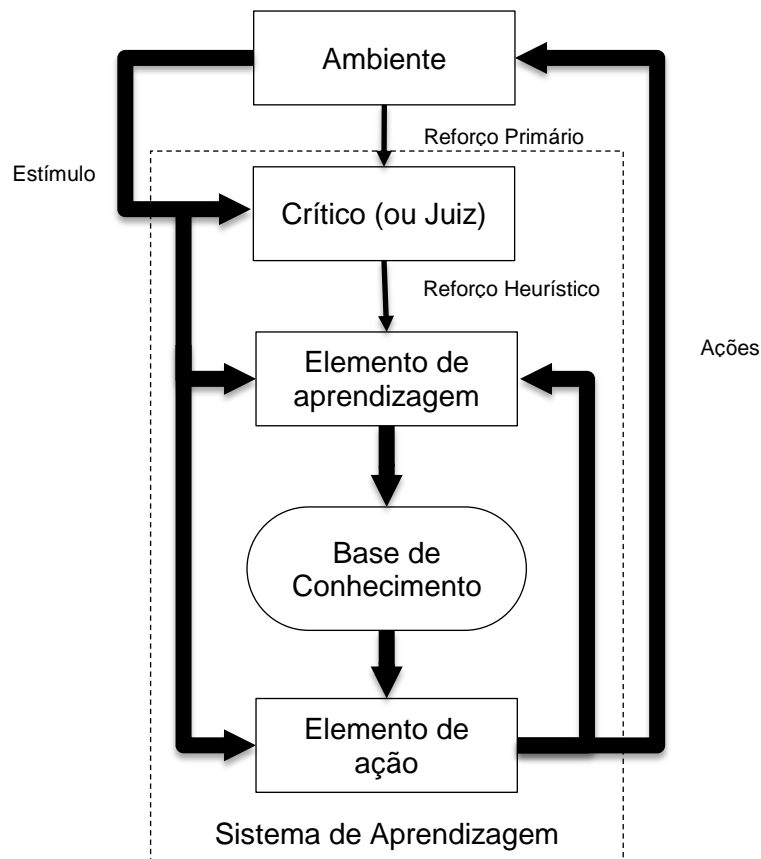 Ambiente
Reforço Primário
Estímulo
Crítico (ou Juiz)
Reforço Heurístico
Ações
Elemento de
aprendizagem
Base de
Conhecimento
Elemento de
ação
Sistema de Aprendizagem